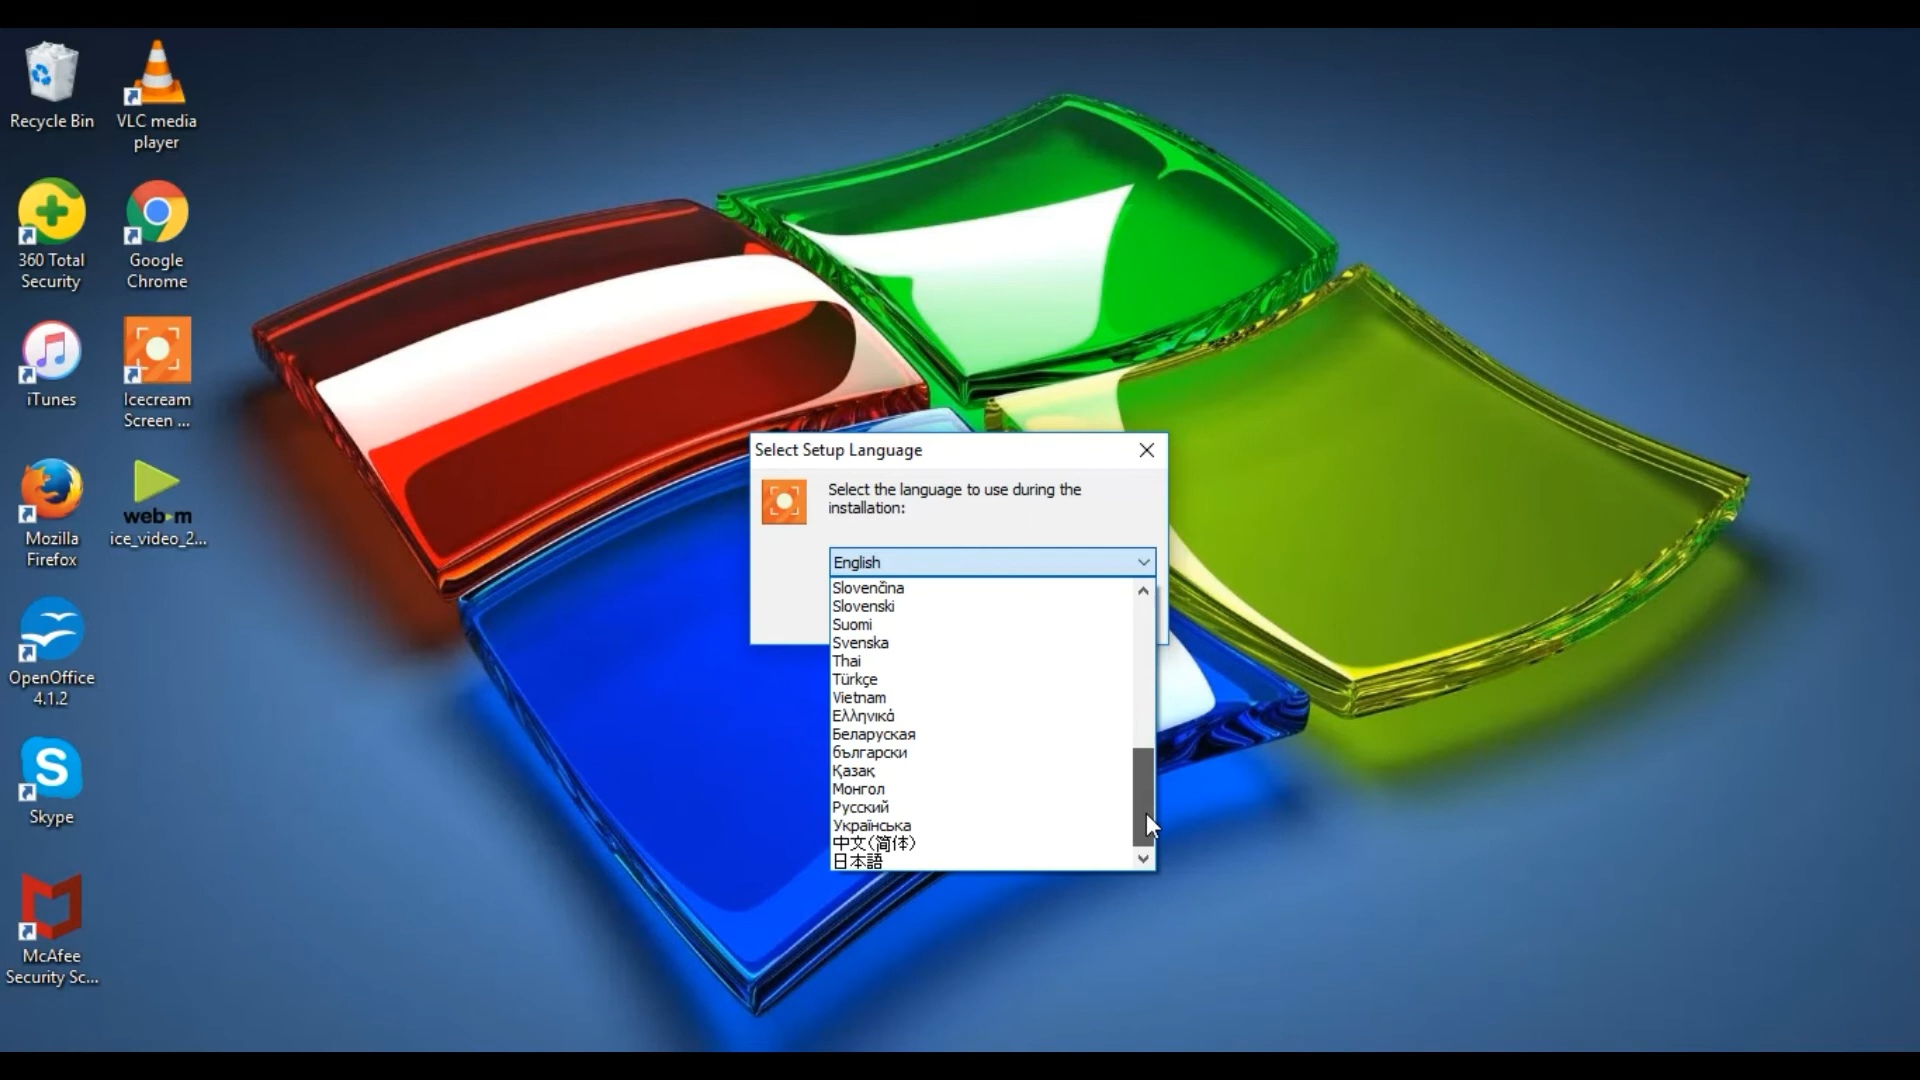 Recycle Bin
VLC media
player
360 Total
Security
Google
Chrome
iTunes
Icecream
Screen ...
Mozilla
Firefox
web m
ice_video_2...
OpenOffice
4.1.2
Skype
McAfee
Security Sc...
Select Setup Language
Select the language to use during the
installation:
English
Slovenčina
Slovenski
Suomi
Svenska
Thai
Türkçe
Vietnam
Ελληνικά
Беларуская
български
Қазақ
Монгол
Русский
Українська
中文(简体)
日本語